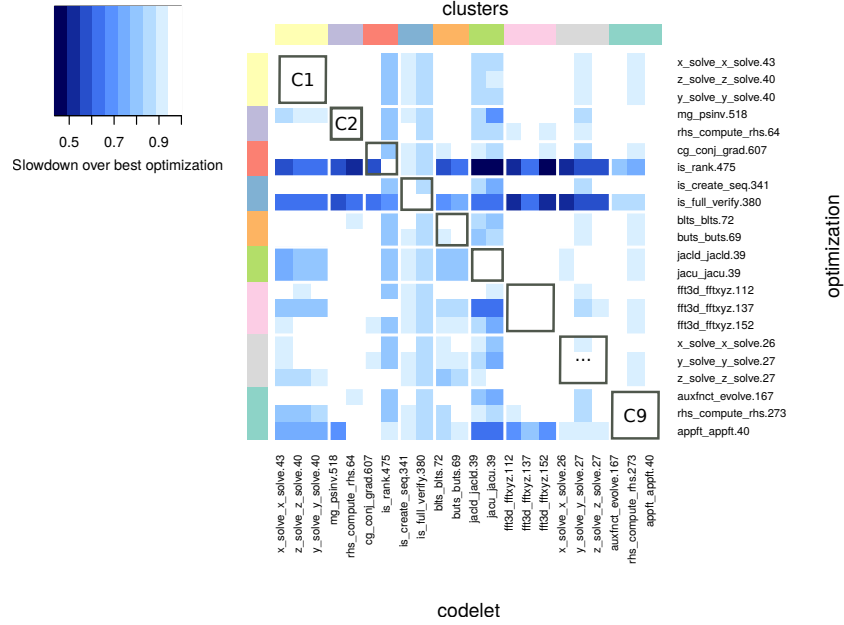 clusters
0.5 0.7 0.9
Slowdown over best optimization
C1
C2
...
C9
x_solve_x_solve.43
z_solve_z_solve.40
y_solve_y_solve.40
mg_psinv.518
rhs_compute_rhs.64
cg_conj_grad.607
is_rank.475
is_create_seq.341
is_full_verify.380
blts_blts.72
buts_buts.69
jacld_jacld.39
jacu_jacu.39
fft3d_fftxyz.112
fft3d_fftxyz.137
fft3d_fftxyz.152
x_solve_x_solve.26
y_solve_y_solve.27
z_solve_z_solve.27
auxfnct_evolve.167
rhs_compute_rhs.273
appft_appft.40
optimization
x_solve_x_solve.43
z_solve_z_solve.40
y_solve_y_solve.40
mg_psinv.518
rhs_compute_rhs.64
cg_conj_grad.607
is_rank.475
is_create_seq.341
is_full_verify.380
blts_blts.72
buts_buts.69
jacld_jacld.39
jacu_jacu.39
fft3d_fftxyz.112
fft3d_fftxyz.137
fft3d_fftxyz.152
x_solve_x_solve.26
y_solve_y_solve.27
z_solve_z_solve.27
auxfnct_evolve.167
rhs_compute_rhs.273
appft_appft.40
codelet